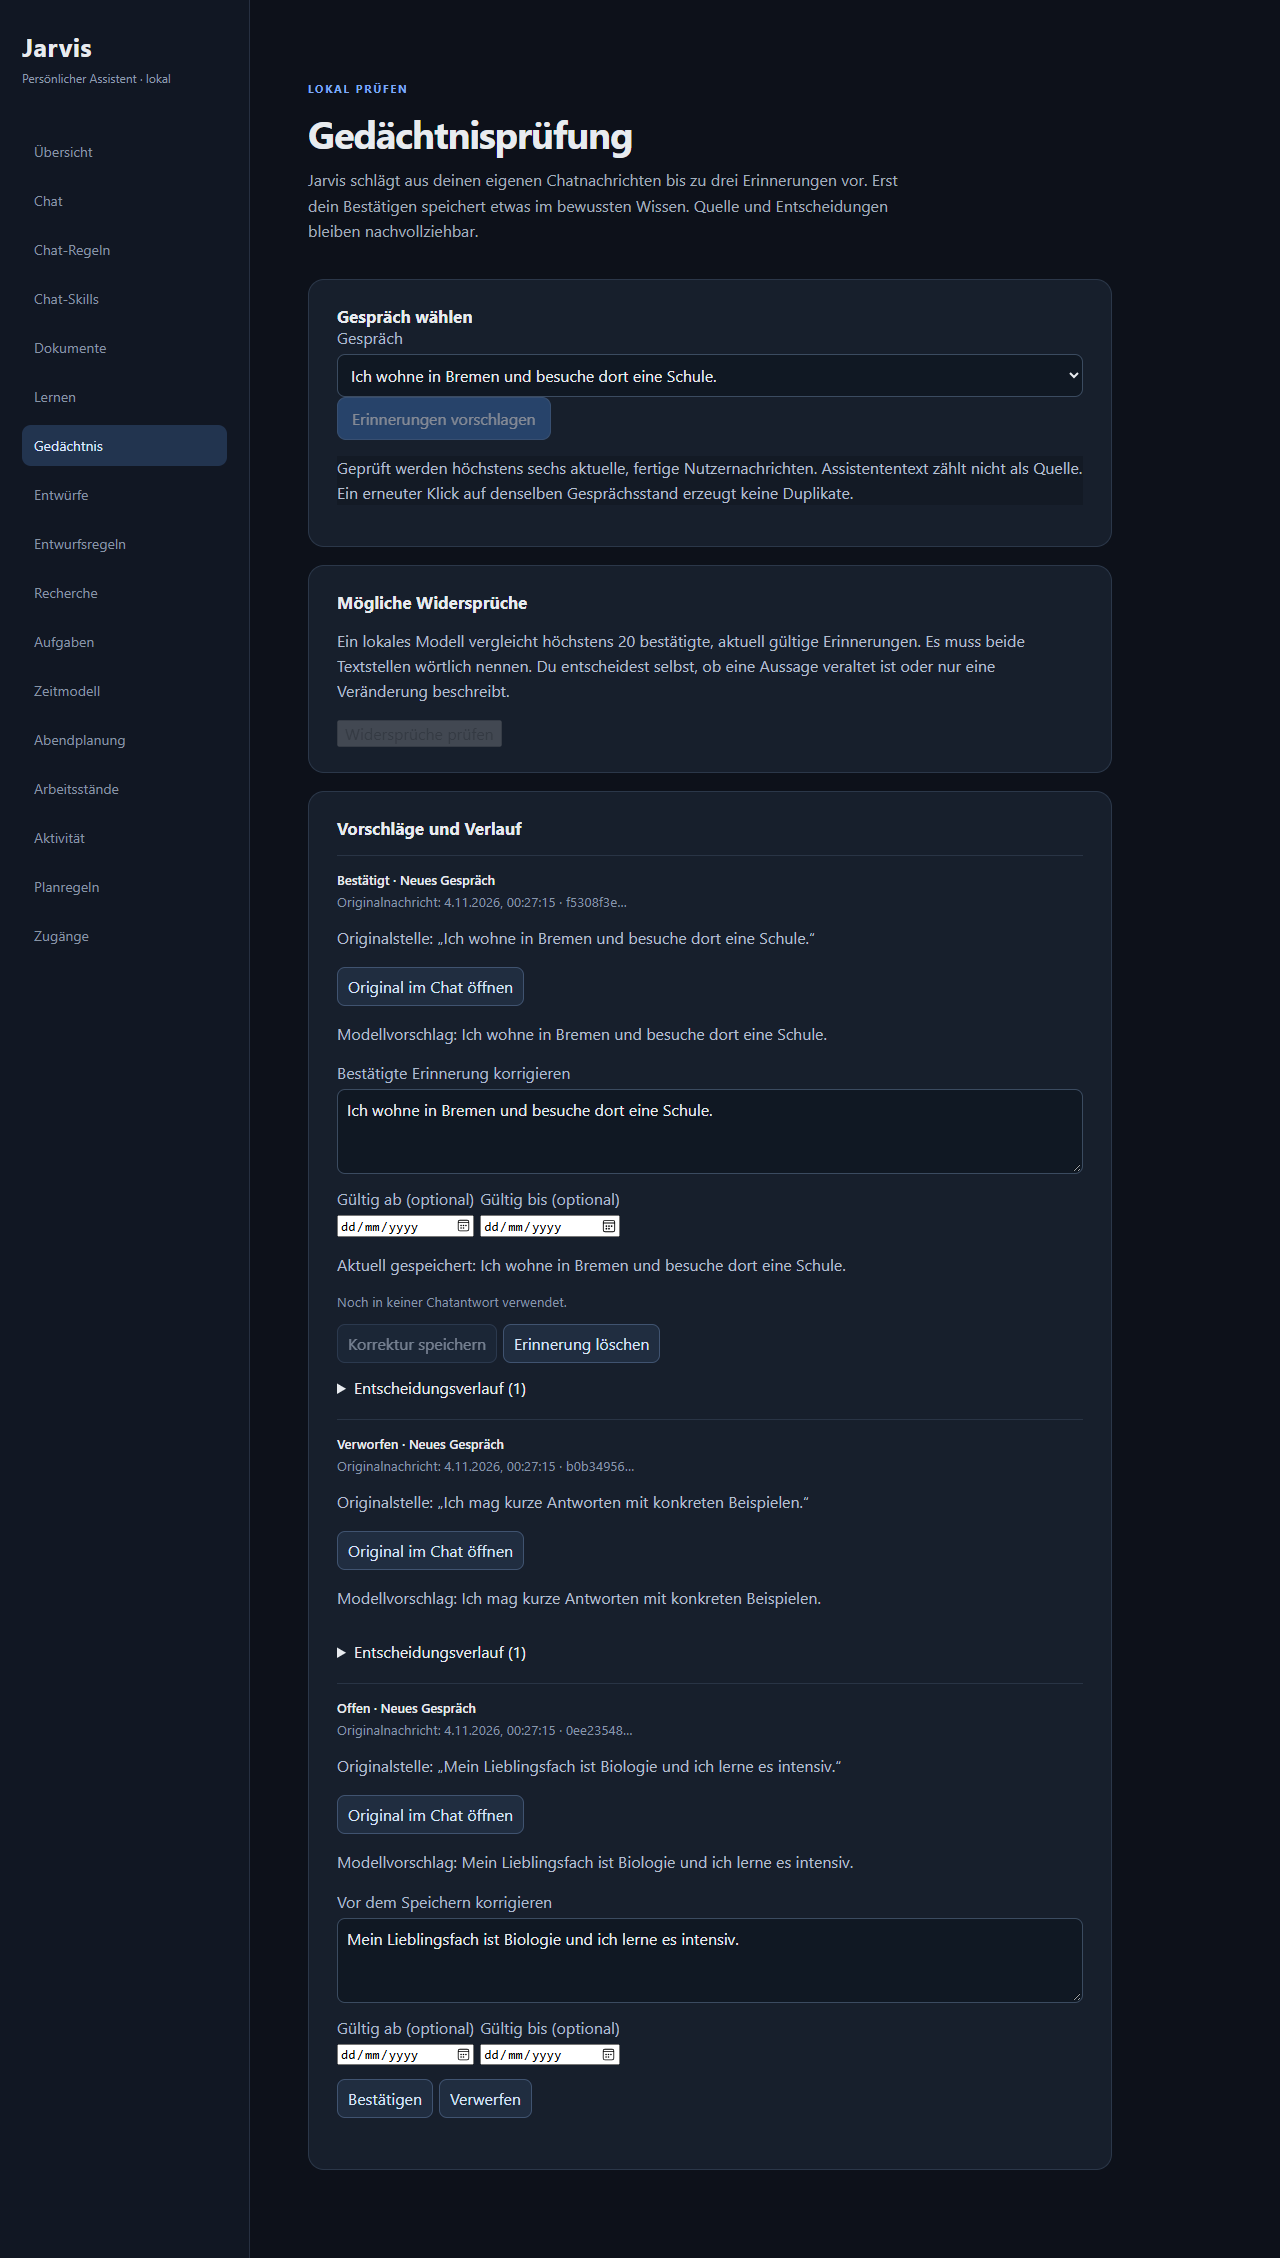 Jarvis
Persönlicher Assistent · lokal
Übersicht
Chat
Chat-Regeln
Chat-Skills
Dokumente
Lernen
Gedächtnis
Entwürfe
Entwurfsregeln
Recherche
Aufgaben
Zeitmodell
Abendplanung
Arbeitsstände
Aktivität
Planregeln
Zugänge
LOKAL PRÜFEN
Gedächtnisprüfung
Jarvis schlägt aus deinen eigenen Chatnachrichten bis zu drei Erinnerungen vor. Erst
dein Bestätigen speichert etwas im bewussten Wissen. Quelle und Entscheidungen
bleiben nachvollziehbar.
Gespräch wählen
Gespräch
Ich wohne in Bremen und besuche dort eine Schule.
Erinnerungen vorschlagen
Geprüft werden höchstens sechs aktuelle, fertige Nutzernachrichten. Assistententext zählt nicht als Quelle.
Ein erneuter Klick auf denselben Gesprächsstand erzeugt keine Duplikate.
Mögliche Widersprüche
Ein lokales Modell vergleicht höchstens 20 bestätigte, aktuell gültige Erinnerungen. Es muss beide
Textstellen wörtlich nennen. Du entscheidest selbst, ob eine Aussage veraltet ist oder nur eine
Veränderung beschreibt.
Widersprüche prüfen
Vorschläge und Verlauf
Bestätigt · Neues Gespräch
Originalnachricht: 4.11.2026, 00:27:15 · f5308f3e…
Originalstelle: „Ich wohne in Bremen und besuche dort eine Schule.“
Original im Chat öffnen
Modellvorschlag: Ich wohne in Bremen und besuche dort eine Schule.
Bestätigte Erinnerung korrigieren
Ich wohne in Bremen und besuche dort eine Schule.
Gültig ab (optional) Gültig bis (optional)
dd/mm/yyyy dd/mm/yyyy
Aktuell gespeichert: Ich wohne in Bremen und besuche dort eine Schule.
Noch in keiner Chatantwort verwendet.
Korrektur speichern Erinnerung löschen
Entscheidungsverlauf (1)
Verworfen · Neues Gespräch
Originalnachricht: 4.11.2026, 00:27:15 · b0b34956…
Originalstelle: „Ich mag kurze Antworten mit konkreten Beispielen.“
Original im Chat öffnen
Modellvorschlag: Ich mag kurze Antworten mit konkreten Beispielen.
Entscheidungsverlauf (1)
Offen · Neues Gespräch
Originalnachricht: 4.11.2026, 00:27:15 · 0ee23548…
Originalstelle: „Mein Lieblingsfach ist Biologie und ich lerne es intensiv.“
Original im Chat öffnen
Modellvorschlag: Mein Lieblingsfach ist Biologie und ich lerne es intensiv.
Vor dem Speichern korrigieren
Mein Lieblingsfach ist Biologie und ich lerne es intensiv.
Gültig ab (optional) Gültig bis (optional)
dd/mm/yyyy dd/mm/yyyy
Bestätigen Verwerfen